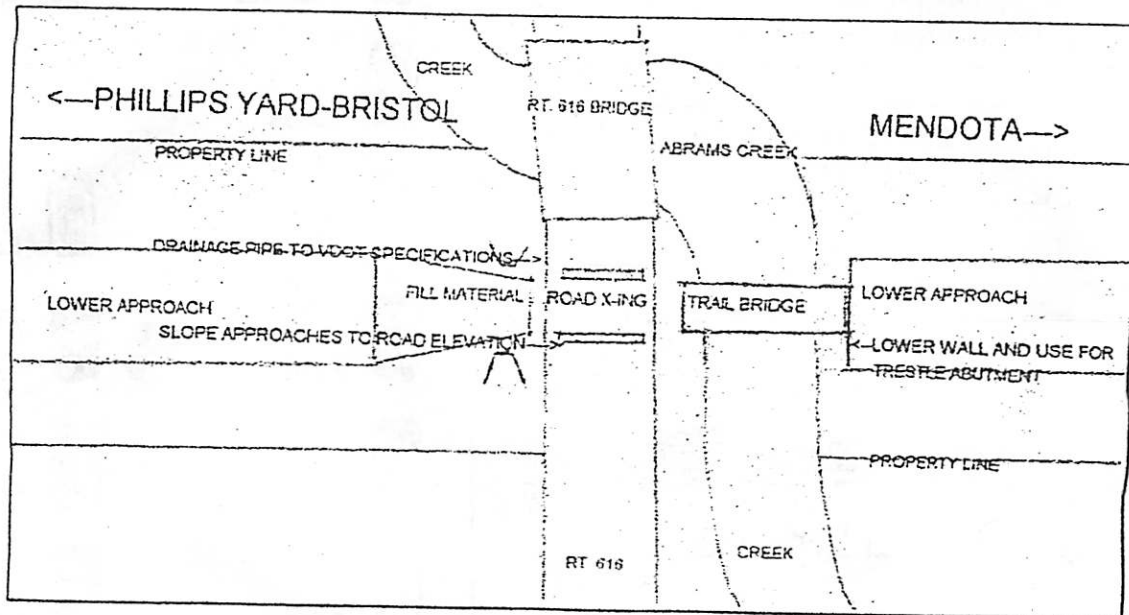 CREEK
<—PHILLIPS YARD-BRISTOL
RT. 616 BRIDGE
MENDOTA—>
PROPERTY LINE
ABRAMS CREEK
DRAINAGE PIPE TO VDOT SPECIFICATIONS
LOWER APPROACH
FILL MATERIAL
ROAD X-ING
TRAIL BRIDGE
LOWER APPROACH
SLOPE APPROACHES TO ROAD ELEVATION
LOWER WALL AND USE FOR
TRESTLE ABUTMENT
PROPERTY LINE
CREEK
RT 616